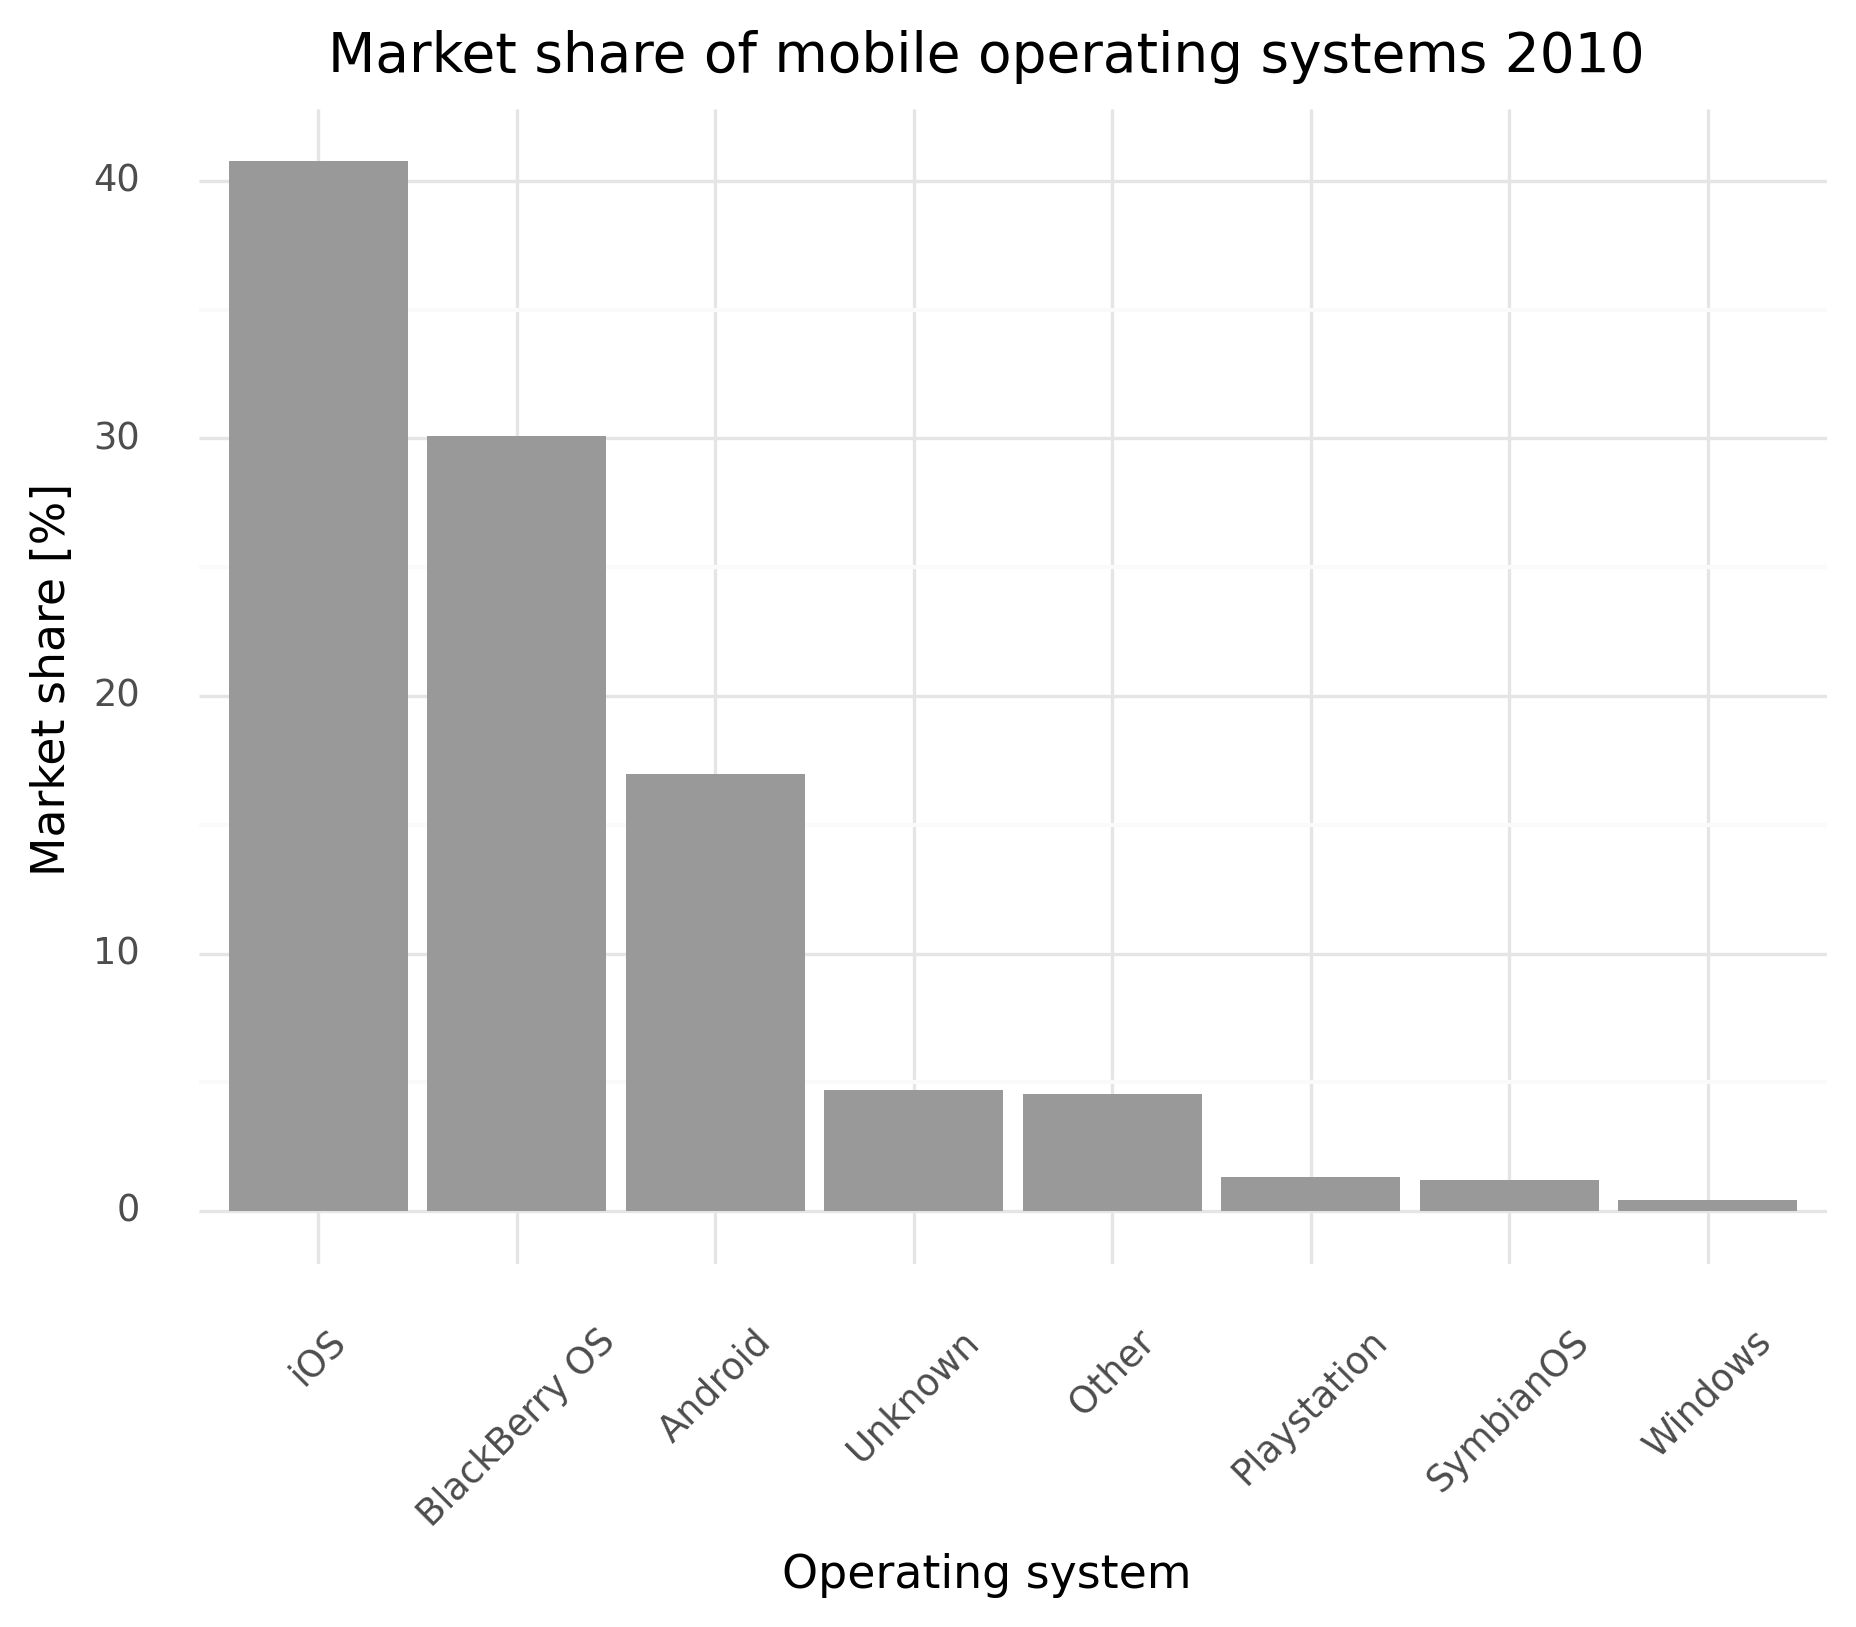 Market share of mobile operating systems 2010
Market share [%]
40
30
20
10
0
iOS
BlackBerry OS
Android
Unknown
Other
Playstation
SymbianOS
Windows
Operating system